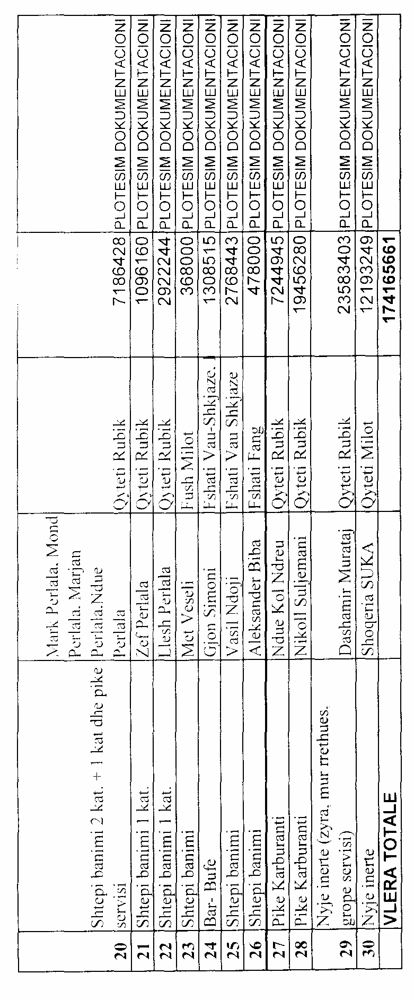 Shtepi banimi 2 kat. + 1 kat dhe pike
servisi
20
Mark Perlala, Mond
Perlala, Marjan
Perlala,Ndue
Perlala
Qyteti Rubik
7186428
PLOTESIM DOKUMENTACIONI
21 Shtepi banimi 1 kat. Zef Perlala Qyteti Rubik 1096160 PLOTESIM DOKUMENTACIONI
22 Shtepi banimi 1 kat. Llesh Perlala Qyteti Rubik 2922244 PLOTESIM DOKUMENTACIONI
23 Shtepi banimi Met Veseli Fush Milot 368000 PLOTESIM DOKUMENTACIONI
24 Bar- Bufe Gjon Simoni Fshati Vau-Shkjaze. 1308515 PLOTESIM DOKUMENTACIONI
25 Shtepi banimi Vasil Ndoji Fshati Vau Shkjaze 2768443 PLOTESIM DOKUMENTACIONI
26 Shtepi banimi Aleksander Biba Fshati Fang 478000 PLOTESIM DOKUMENTACIONI
27 Pike Karburanti Ndue Kol Ndreu Qyteti Rubik 7244945 PLOTESIM DOKUMENTACIONI
28 Pike Karburanti Nikoll Suljemani Qyteti Rubik 19456280 PLOTESIM DOKUMENTACIONI
Nyje inerte (zyra, mur rrethues.
29 grope servisi) Dashamir Murataj Qyteti Rubik 23583403 PLOTESIM DOKUMENTACIONI
30 Nyje inerte Shoqeria SUKA Qyteti Milot 12193249 PLOTESIM DOKUMENTACIONI
VLERA TOTALE 174165661